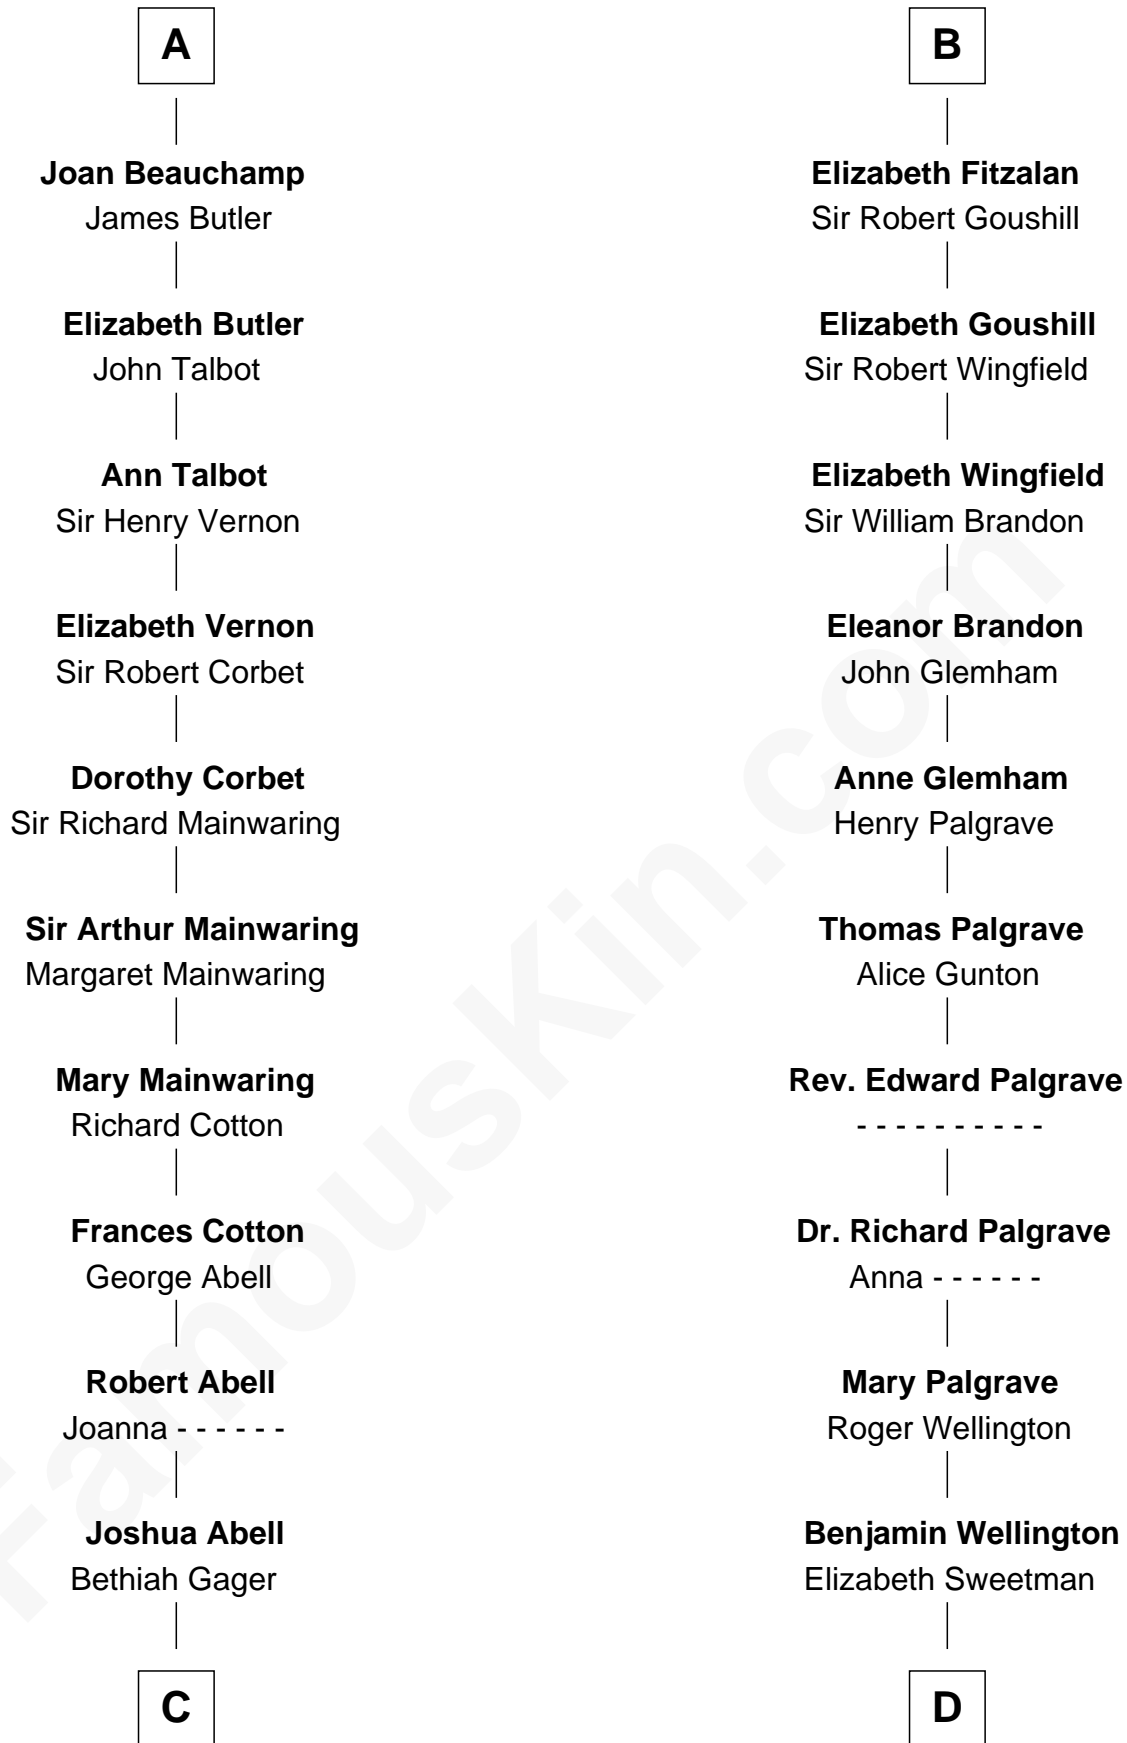 A
Joan Beauchamp
James Butler
Elizabeth Butler
John Talbot
Ann Talbot
Sir Henry Vernon
Elizabeth Vernon
Sir Robert Corbet
Dorothy Corbet
Sir Richard Mainwaring
Sir Arthur Mainwaring
Margaret Mainwaring
Mary Mainwaring
Richard Cotton
Frances Cotton
George Abell
Robert Abell
Joanna - - - - - -
Joshua Abell
Bethiah Gager
C
B
Elizabeth Fitzalan
Sir Robert Goushill
Elizabeth Goushill
Sir Robert Wingfield
Elizabeth Wingfield
Sir William Brandon
Eleanor Brandon
John Glemham
Anne Glemham
Henry Palgrave
Thomas Palgrave
Alice Gunton
Rev. Edward Palgrave
- - - - - - - - - -
Dr. Richard Palgrave
Anna - - - - - -
Mary Palgrave
Roger Wellington
Benjamin Wellington
Elizabeth Sweetman
D
FamousKin.com